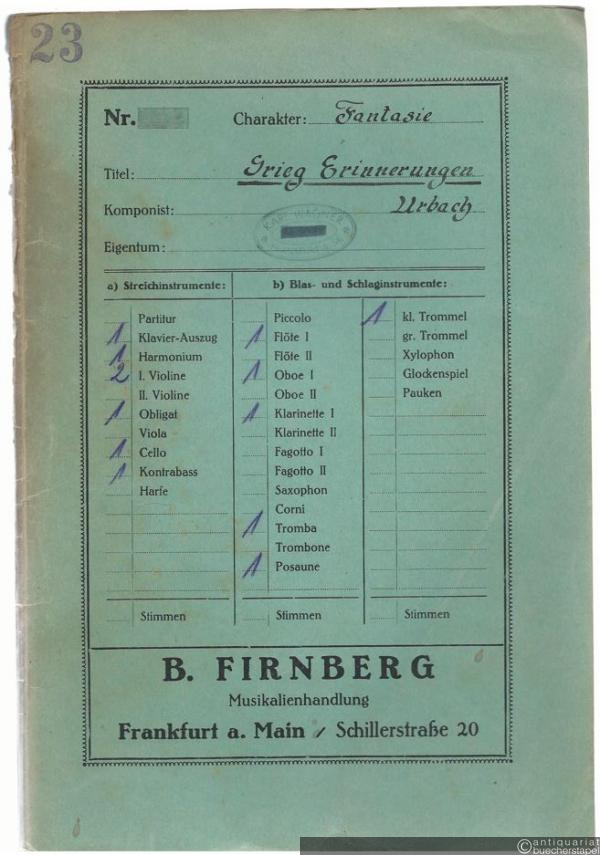 23
Nr. Charakter: Fantasie
Titel: Grieg Erinnerungen
Komponist: Urbach
Eigentum:
a) Streichinstrumente:
Partitur
1 Klavier-Auszug
1 Harmonium
2 I. Violine
II. Violine
1 Obligat
Viola
1 Cello
1 Kontrabass
Harfe
Stimmen
b) Blas- und Schlaginstrumente:
Piccolo
1 Flöte I
Flöte II
1 Oboe I
Oboe II
1 Klarinette I
Klarinette II
Fagotto I
Fagotto II
Saxophon
Corni
1 Tromba
Trombone
1 Posaune
Stimmen
1 kl. Trommel
gr. Trommel
Xylophon
Glockenspiel
Pauken
Stimmen
B. FIRNBERG
Musikalienhandlung
Frankfurt a. Main / Schillerstraße 20
antiquariat
buecherstapel